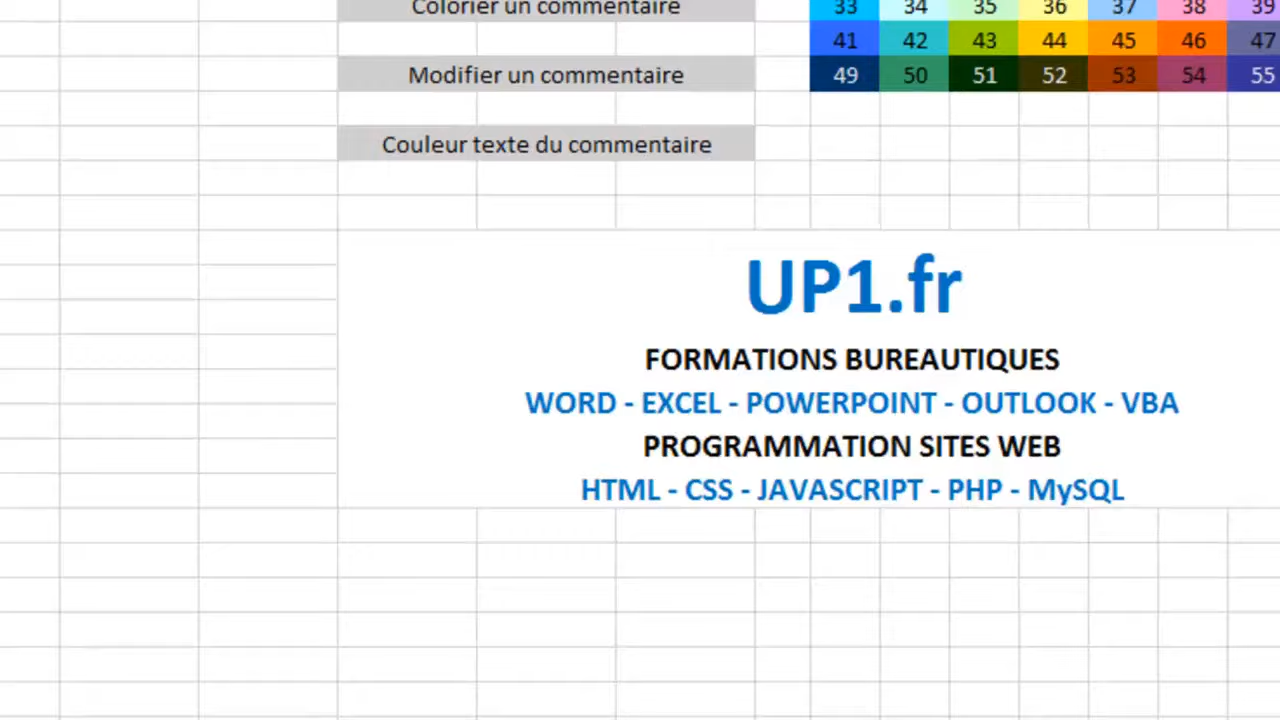 Colorier un commentaire 33 34 35 36 37 38 39
41 42 43 44 45 46 47
Modifier un commentaire 49 50 51 52 53 54 55
Couleur texte du commentaire
UP1.fr
FORMATIONS BUREAUTIQUES
WORD - EXCEL - POWERPOINT - OUTLOOK - VBA
PROGRAMMATION SITES WEB
HTML - CSS - JAVASCRIPT - PHP - MySQL